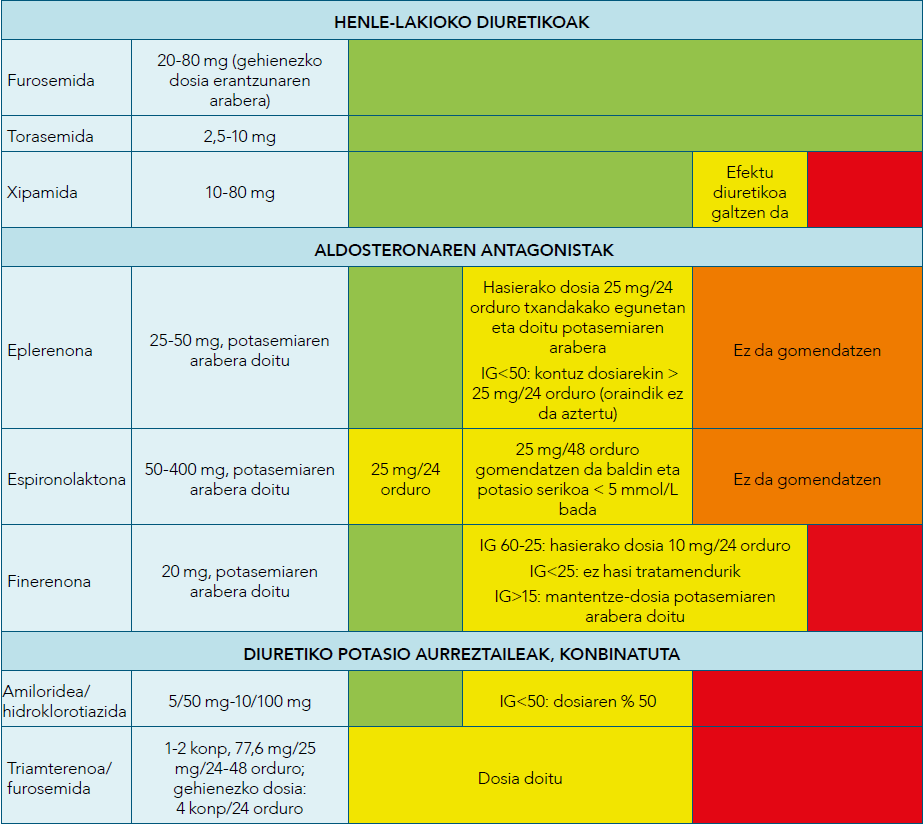 HENLE-LAKIOKO DIURETIKOAK
Furosemida
20-80 mg (gehienezko
dosia erantzunaren
arabera)
Torasemida
2,5-10 mg
Xipamida
10-80 mg
Efektu
diuretikoa
galtzen da
ALDOSTERONAREN ANTAGONISTAK
Eplerenona
25-50 mg, potasemiaren
arabera doitu
Hasierako dosia 25 mg/24
orduro txandakako egunetan
eta doitu potasemiaren
arabera
IG<50: kontuz dosiarekin >
25 mg/24 orduro (oraindik ez
da aztertu)
Ez da gomendatzen
Espironolaktona
50-400 mg, potasemiaren
arabera doitu
25 mg/24
orduro
25 mg/48 orduro
gomendatzen da baldin eta
potasio serikoa < 5 mmol/L
bada
Ez da gomendatzen
Finerenona
20 mg, potasemiaren
arabera doitu
IG 60-25: hasierako dosia 10 mg/24 orduro
IG<25: ez hasi tratamendurik
IG>15: mantentze-dosia potasemiaren
arabera doitu
DIURETIKO POTASIO AURREZTAILEAK, KONBINATUTA
Amiloridea/
hidroklorotiazida
5/50 mg-10/100 mg
IG<50: dosiaren % 50
Triamterenoa/
furosemida
1-2 konp, 77,6 mg/25
mg/24-48 orduro;
gehienezko dosia:
4 konp/24 orduro
Dosia doitu